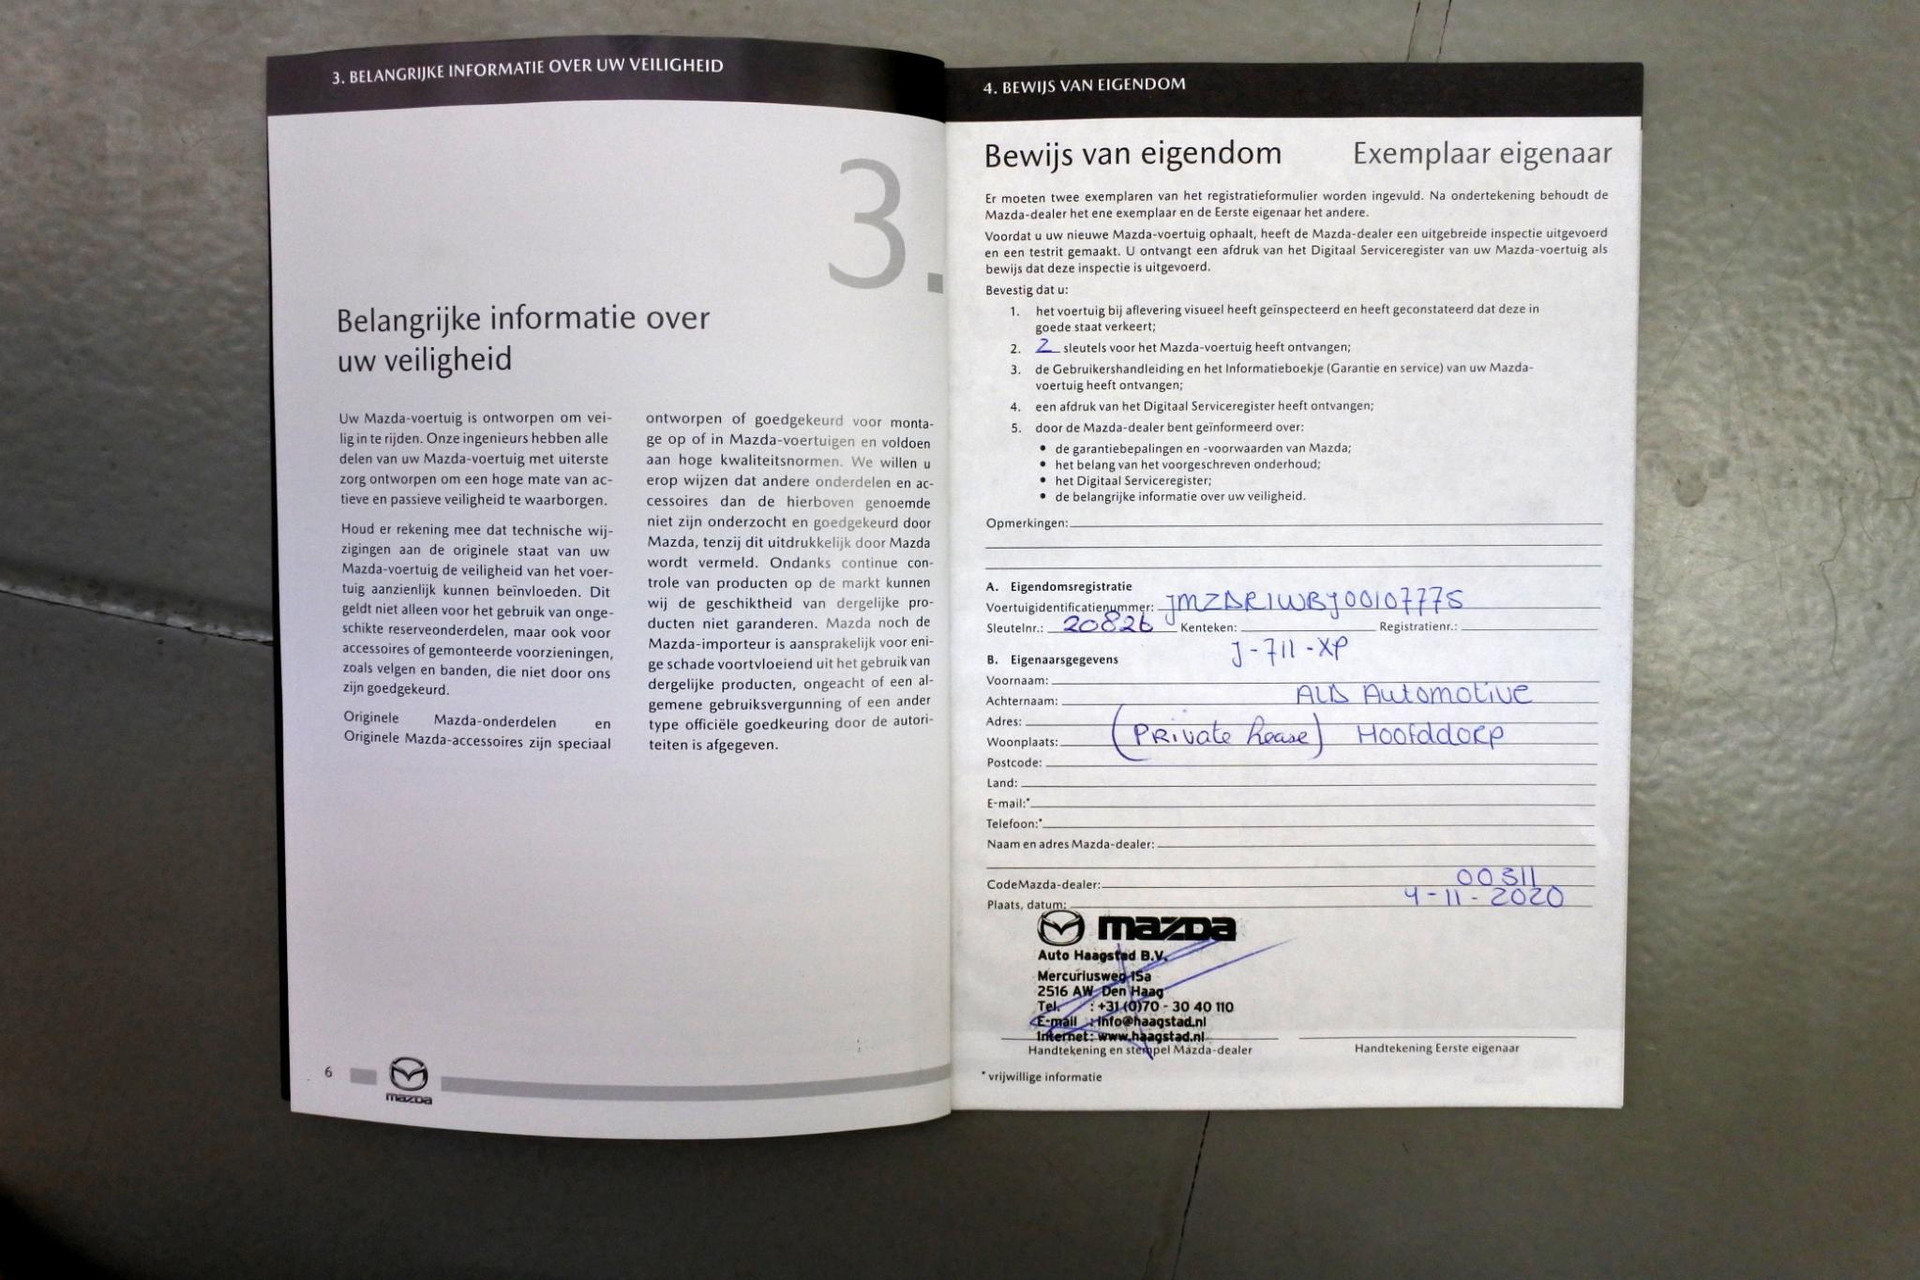 3. BELANGRIJKE INFORMATIE OVER UW VEILIGHEID
3.
Belangrijke informatie over
uw veiligheid
Uw Mazda-voertuig is ontworpen om vei-
lig in te rijden. Onze ingenieurs hebben alle
delen van uw Mazda-voertuig met uiterste
zorg ontworpen om een hoge mate van ac-
tieve en passieve veiligheid te waarborgen.
Houd er rekening mee dat technische wij-
zigingen aan de originele staat van uw
Mazda-voertuig de veiligheid van het voer-
tuig aanzienlijk kunnen beïnvloeden. Dit
geldt niet alleen voor het gebruik van onge-
schikte reserveonderdelen, maar ook voor
accessoires of gemonteerde voorzieningen,
zoals velgen en banden, die niet door ons
zijn goedgekeurd.
Originele Mazda-onderdelen en
Originele Mazda-accessoires zijn speciaal
ontworpen of goedgekeurd voor monta-
ge op of in Mazda-voertuigen en voldoen
aan hoge kwaliteitsnormen. We willen u
erop wijzen dat andere onderdelen en ac-
cessoires dan de hierboven genoemde
niet zijn onderzocht en goedgekeurd door
Mazda, tenzij dit uitdrukkelijk door Mazda
wordt vermeld. Ondanks continue con-
trole van producten op de markt kunnen
wij de geschiktheid van dergelijke pro-
ducten niet garanderen. Mazda noch de
Mazda-importeur is aansprakelijk voor eni-
ge schade voortvloeiend uit het gebruik van
dergelijke producten, ongeacht of een al-
gemene gebruiksvergunning of een ander
type officiële goedkeuring door de autori-
teiten is afgegeven.
6
mazda
4. BEWIJS VAN EIGENDOM
Bewijs van eigendom Exemplaar eigenaar
Er moeten twee exemplaren van het registratieformulier worden ingevuld. Na ondertekening behoudt de
Mazda-dealer het ene exemplaar en de Eerste eigenaar het andere.
Voordat u uw nieuwe Mazda-voertuig ophaalt, heeft de Mazda-dealer een uitgebreide inspectie uitgevoerd
en een testrit gemaakt. U ontvangt een afdruk van het Digitaal Serviceregister van uw Mazda-voertuig als
bewijs dat deze inspectie is uitgevoerd.
Bevestig dat u:
1. het voertuig bij aflevering visueel heeft geïnspecteerd en heeft geconstateerd dat deze in
goede staat verkeert;
2. 2 sleutels voor het Mazda-voertuig heeft ontvangen;
3. de Gebruikershandleiding en het Informatieboekje (Garantie en service) van uw Mazda-
voertuig heeft ontvangen;
4. een afdruk van het Digitaal Serviceregister heeft ontvangen;
5. door de Mazda-dealer bent geïnformeerd over:
• de garantiebepalingen en -voorwaarden van Mazda;
• het belang van het voorgeschreven onderhoud;
• het Digitaal Serviceregister;
• de belangrijke informatie over uw veiligheid.
Opmerkingen:
A. Eigendomsregistratie
Voertuigidentificatienummer: JMZDR1WBJ00107775
Sleutelnr.: 20826 Kenteken: Registratienr.:
J-711-XP
B. Eigenaarsgegevens
Voornaam:
Achternaam: ALD Automotive
Adres:
Woonplaats: (Private Lease) Hoofddorp
Postcode:
Land:
E-mail:*
Telefoon:*
Naam en adres Mazda-dealer:
CodeMazda-dealer: 00311
Plaats, datum: 4-11-2020
mazda
Auto Haagstad B.V.
Mercuriusweg 15a
2516 AW Den Haag
Tel. : +31 (0)70 - 30 40 110
E-mail : info@haagstad.nl
Internet: www.haagstad.nl
Handtekening en stempel Mazda-dealer Handtekening Eerste eigenaar
* vrijwillige informatie